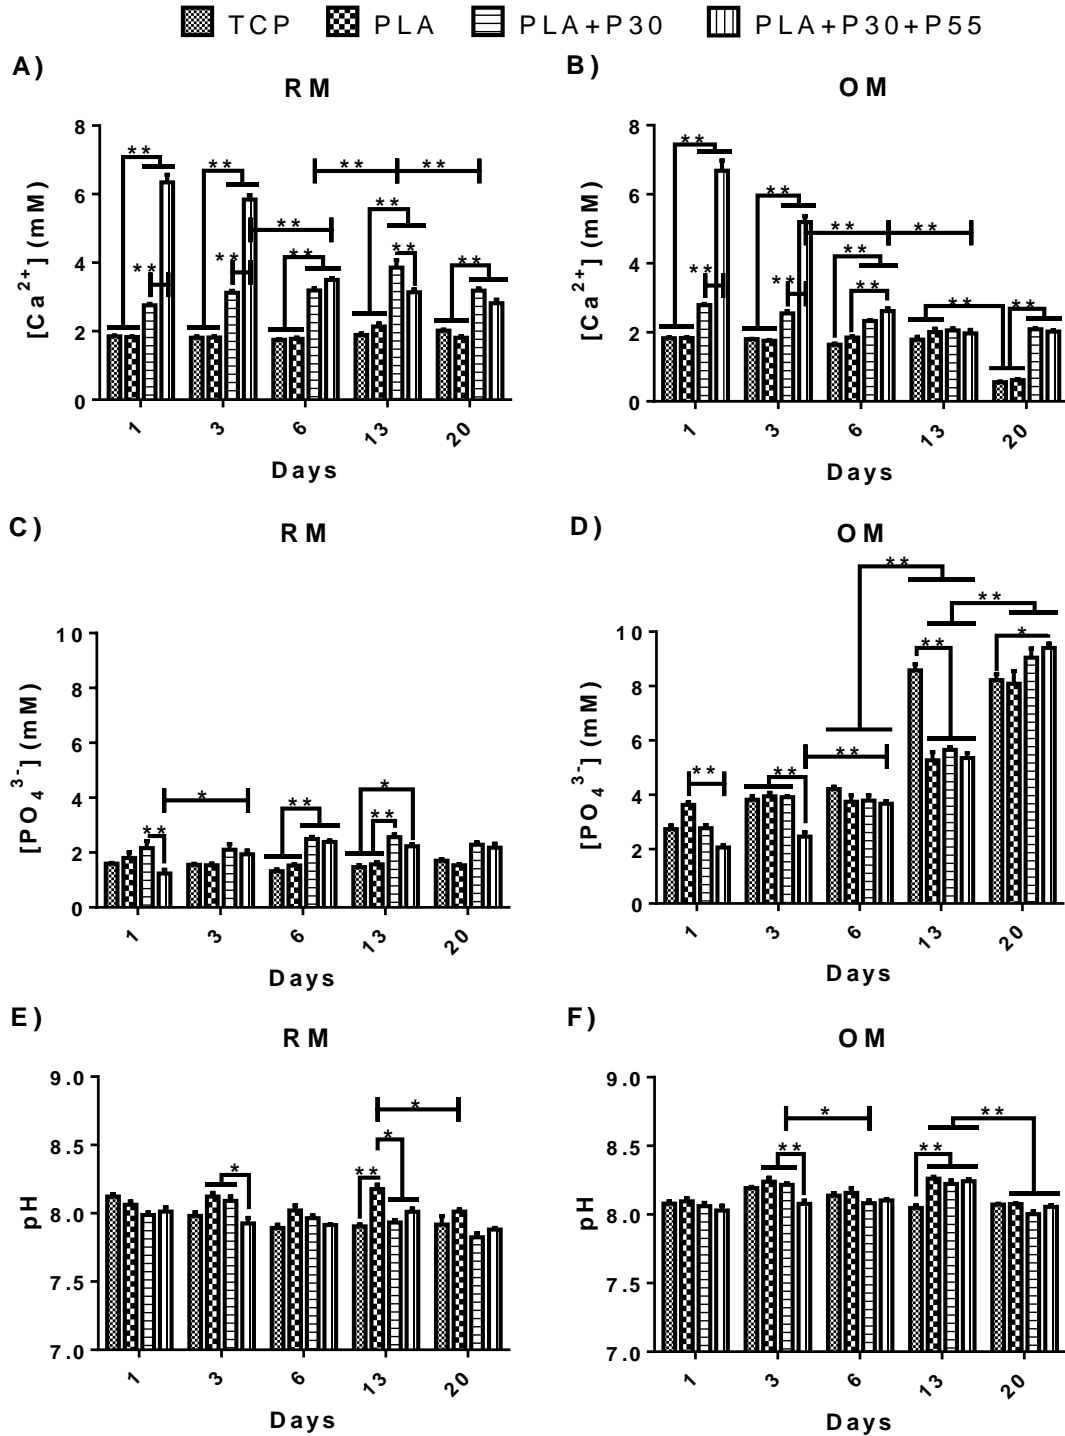 TCP PLA PLA+P30 PLA+P30+P55
A) B)
RM OM
[Ca2+] (mM)
8
6
4
2
0
** ** ** ** ** ** ** ** ** ** **
1 3 6 13 20
Days
[Ca2+] (mM)
8
6
4
2
0
** ** ** ** ** ** ** ** ** **
1 3 6 13 20
Days
C) D)
RM OM
[PO4 3-] (mM)
10
8
6
4
2
0
** * ** * **
1 3 6 13 20
Days
[PO4 3-] (mM)
10
8
6
4
2
0
** ** ** ** ** ** *
1 3 6 13 20
Days
E) F)
RM OM
pH
9.0
8.5
8.0
7.5
7.0
* ** * *
1 3 6 13 20
Days
pH
9.0
8.5
8.0
7.5
7.0
* ** ** **
1 3 6 13 20
Days